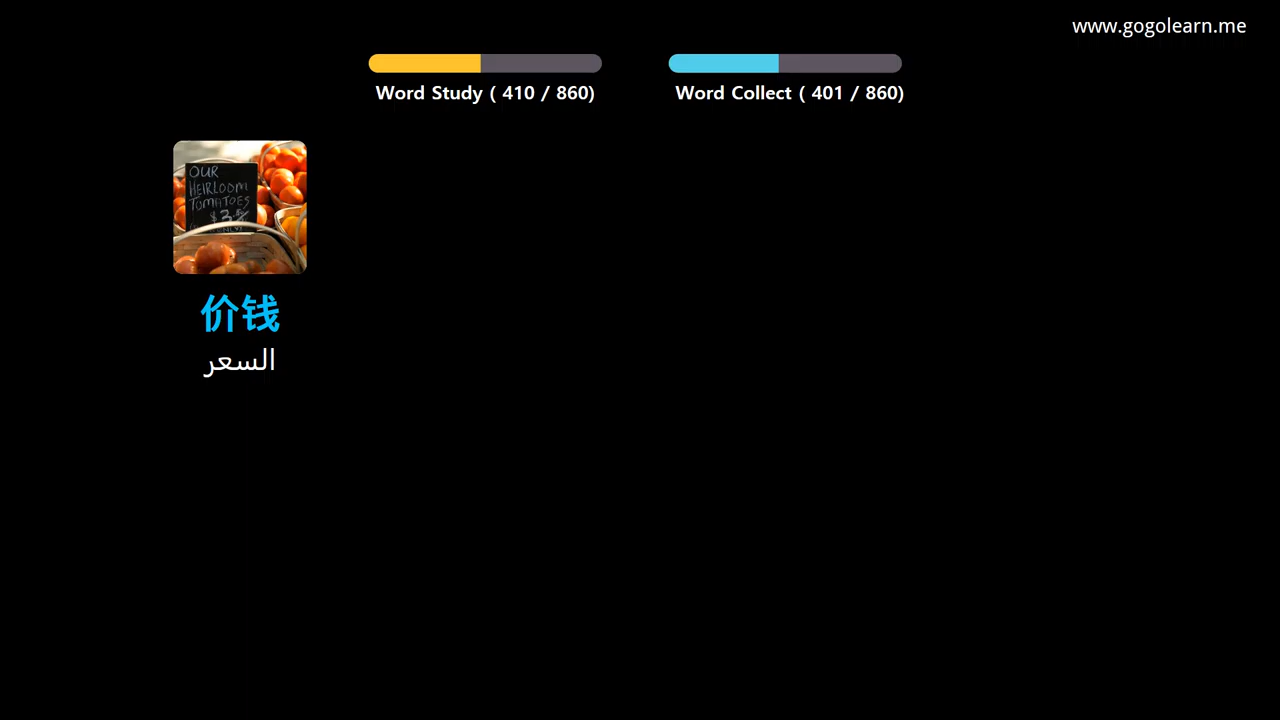 www.gogolearn.me
Word Study ( 410 / 860)
Word Collect ( 401 / 860)
OUR
HEIRLOOM
TOMATOES
价钱
السعر